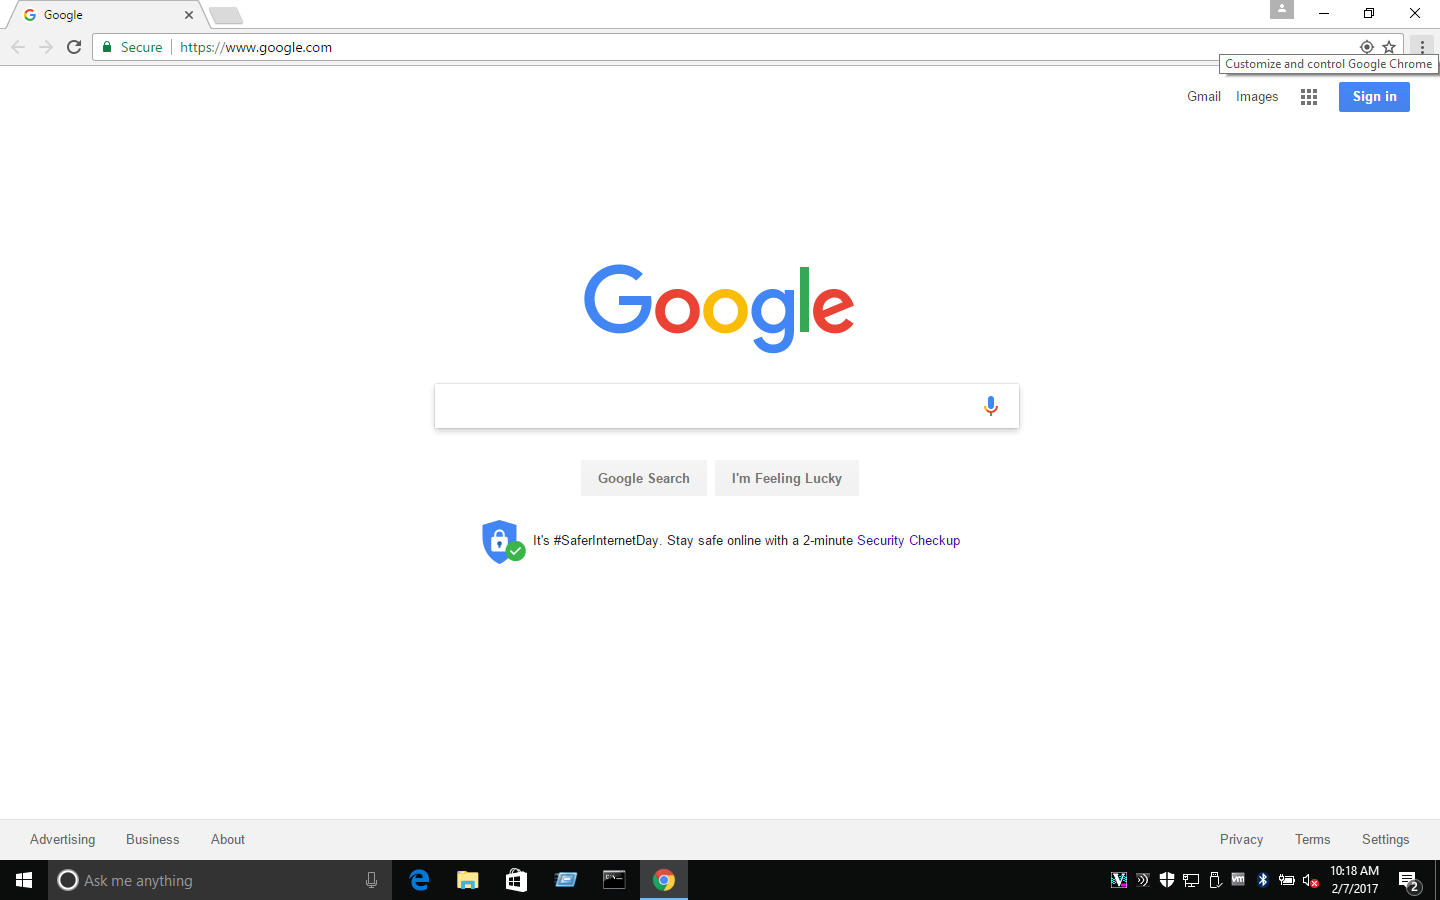 Google
Secure https://www.google.com
Customize and control Google Chrome
Gmail Images Sign in
Google
Google Search I'm Feeling Lucky
It's #SaferInternetDay. Stay safe online with a 2-minute Security Checkup
Advertising Business About Privacy Terms Settings
Ask me anything
10:18 AM
2/7/2017
2